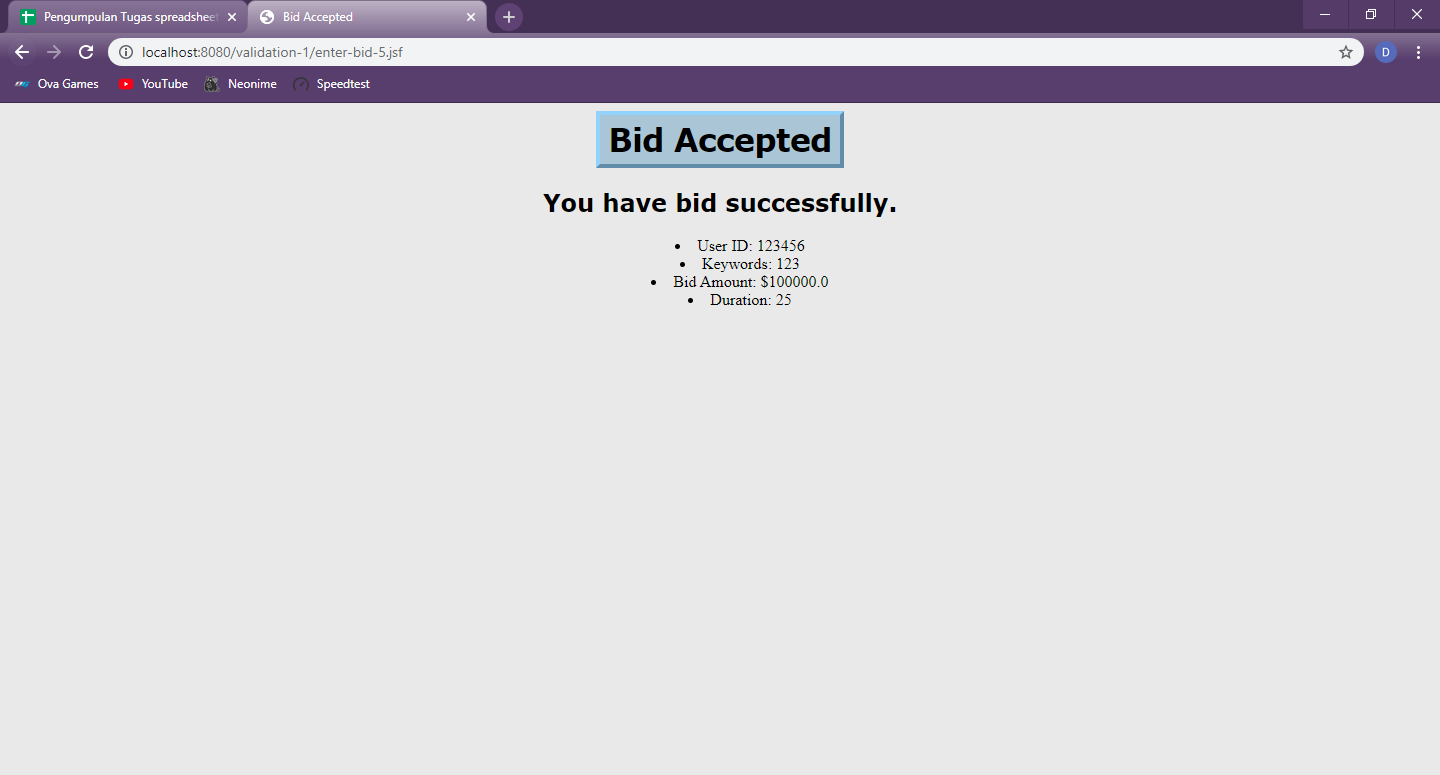 Pengumpulan Tugas spreadsheet
Bid Accepted
localhost:8080/validation-1/enter-bid-5.jsf
D
Ova Games
YouTube
Neonime
Speedtest
Bid Accepted
You have bid successfully.
• User ID: 123456
• Keywords: 123
• Bid Amount: $100000.0
• Duration: 25